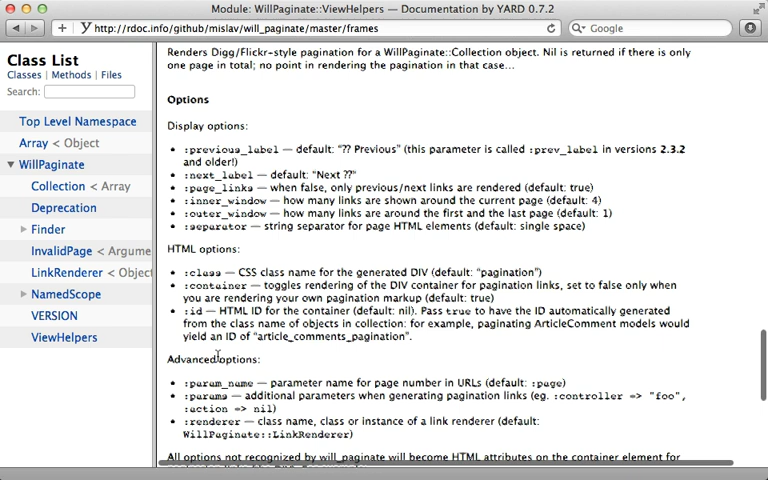 Module: WillPaginate::ViewHelpers — Documentation by YARD 0.7.2
http://rdoc.info/github/mislav/will_paginate/master/frames
Google
Class List
Classes | Methods | Files
Search:
Top Level Namespace
Array < Object
WillPaginate
Collection < Array
Deprecation
Finder
InvalidPage < Argume
LinkRenderer < Object
NamedScope
VERSION
ViewHelpers
Renders Digg/Flickr-style pagination for a WillPaginate::Collection object. Nil is returned if there is only
one page in total; no point in rendering the pagination in that case…
Options
Display options:
• :previous_label — default: “?? Previous” (this parameter is called :prev_label in versions 2.3.2
and older!)
• :next_label — default: “Next ??”
• :page_links — when false, only previous/next links are rendered (default: true)
• :inner_window — how many links are shown around the current page (default: 4)
• :outer_window — how many links are around the first and the last page (default: 1)
• :separator — string separator for page HTML elements (default: single space)
HTML options:
• :class — CSS class name for the generated DIV (default: “pagination”)
• :container — toggles rendering of the DIV container for pagination links, set to false only when
you are rendering your own pagination markup (default: true)
• :id — HTML ID for the container (default: nil). Pass true to have the ID automatically generated
from the class name of objects in collection: for example, paginating ArticleComment models would
yield an ID of “article_comments_pagination”.
Advanced options:
• :param_name — parameter name for page number in URLs (default: :page)
• :params — additional parameters when generating pagination links (eg. :controller => "foo",
:action => nil)
• :renderer — class name, class or instance of a link renderer (default:
WillPaginate::LinkRenderer)
All options not recognized by will_paginate will become HTML attributes on the container element for